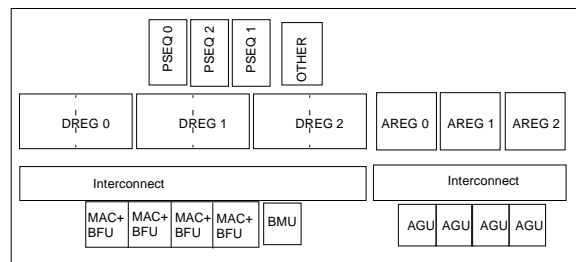 PSEQ 0
PSEQ 2
PSEQ 1
OTHER
DREG 0
DREG 1
DREG 2
AREG 0
AREG 1
AREG 2
Interconnect
Interconnect
MAC+
BFU
MAC+
BFU
MAC+
BFU
MAC+
BFU
BMU
AGU
AGU
AGU
AGU